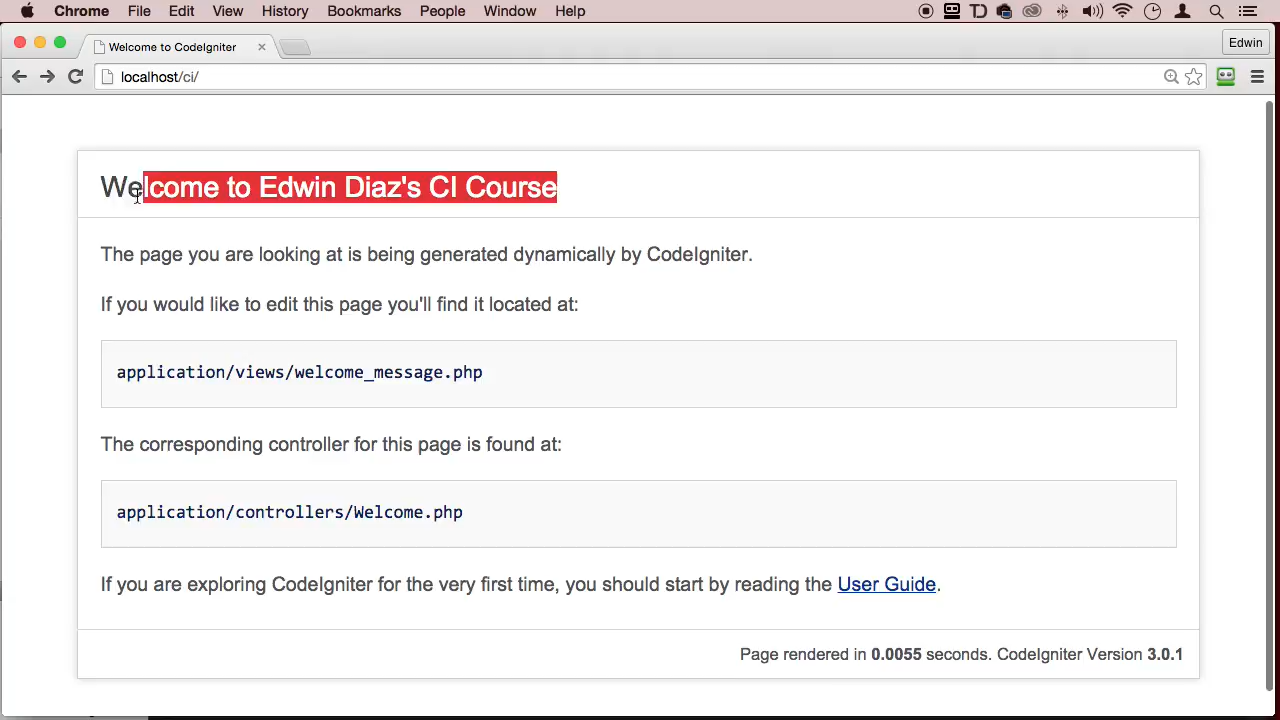 Chrome File Edit View History Bookmarks People Window Help
Welcome to CodeIgniter
Edwin
localhost/ci/
Welcome to Edwin Diaz's CI Course
The page you are looking at is being generated dynamically by CodeIgniter.
If you would like to edit this page you'll find it located at:
application/views/welcome_message.php
The corresponding controller for this page is found at:
application/controllers/Welcome.php
If you are exploring CodeIgniter for the very first time, you should start by reading the User Guide.
Page rendered in 0.0055 seconds. CodeIgniter Version 3.0.1